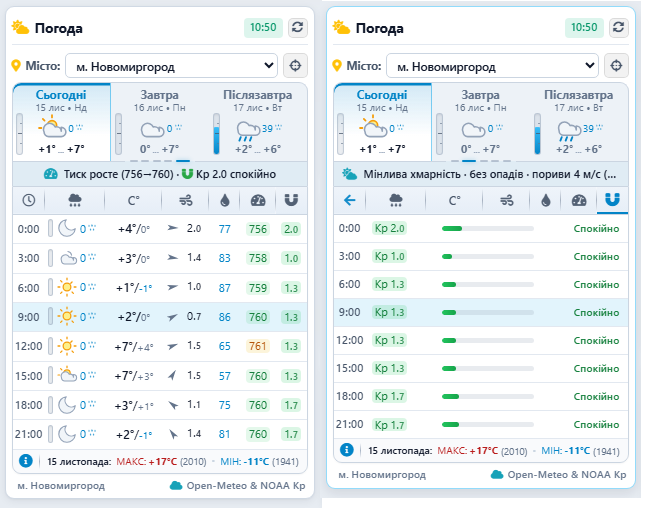 Погода 10:50
Місто: м. Новомиргород
Сьогодні Завтра Післязавтра
15 лис • Нд 16 лис • Пн 17 лис • Вт
0 0 39
+1° ... +7° 0° ... +7° +2° ... +6°
Тиск росте (756→760) · Кр 2.0 спокійно
C°
0:00 0 +4°/0° 2.0 77 756 2.0
3:00 0 +3°/0° 1.4 83 758 1.0
6:00 0 +1°/-1° 1.0 87 759 1.3
9:00 0 +2°/0° 0.7 86 760 1.3
12:00 0 +7°/+4° 1.5 65 761 1.3
15:00 0 +7°/+3° 1.5 57 760 1.3
18:00 0 +3°/+1° 1.1 75 760 1.7
21:00 0 +2°/-1° 1.4 81 760 1.7
15 листопада: МАКС: +17°C (2010) · МІН: -11°C (1941)
м. Новомиргород Open-Meteo & NOAA Kp
Погода 10:50
Місто: м. Новомиргород
Сьогодні Завтра Післязавтра
15 лис • Нд 16 лис • Пн 17 лис • Вт
0 0 39
+1° ... +7° 0° ... +7° +2° ... +6°
Мінлива хмарність · без опадів · пориви 4 м/с (...
C°
0:00 Kp 2.0 Спокійно
3:00 Kp 1.0 Спокійно
6:00 Kp 1.3 Спокійно
9:00 Kp 1.3 Спокійно
12:00 Kp 1.3 Спокійно
15:00 Kp 1.3 Спокійно
18:00 Kp 1.7 Спокійно
21:00 Kp 1.7 Спокійно
15 листопада: МАКС: +17°C (2010) · МІН: -11°C (1941)
м. Новомиргород Open-Meteo & NOAA Kp